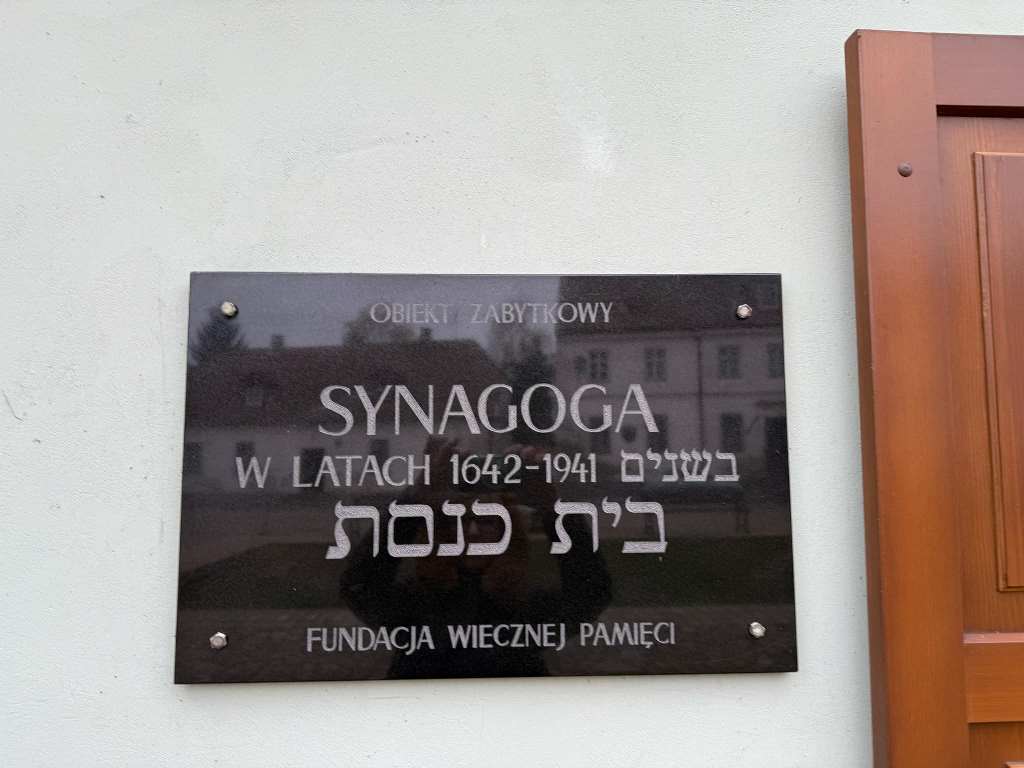 OBIEKT ZABYTKOWY
SYNAGOGA
W LATACH 1642-1941 בשנים
בית כנסת
FUNDACJA WIECZNEJ PAMIĘCI